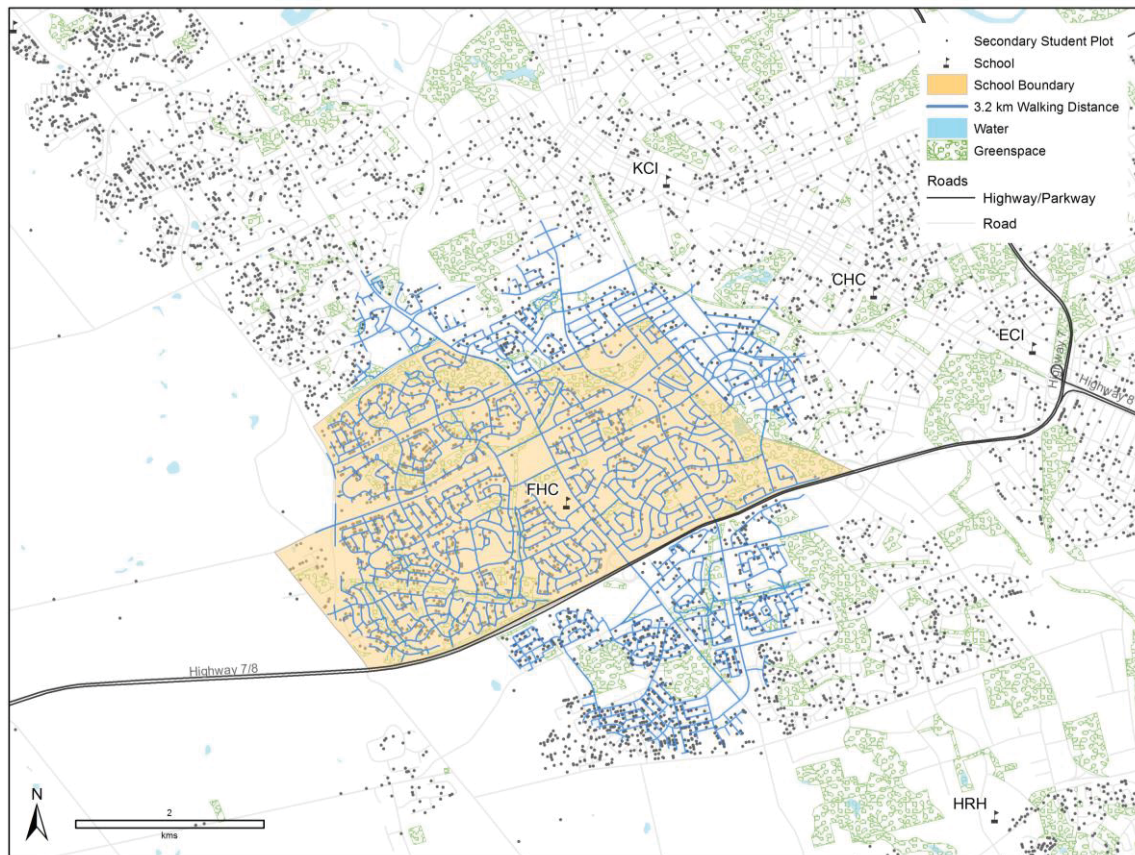 Secondary Student Plot
School
School Boundary
3.2 km Walking Distance
Water
Greenspace
Roads
Highway/Parkway
Road
KCI
CHC
ECI
Highway 7
Highway 8
FHC
Highway 7/8
HRH
N
2
kms